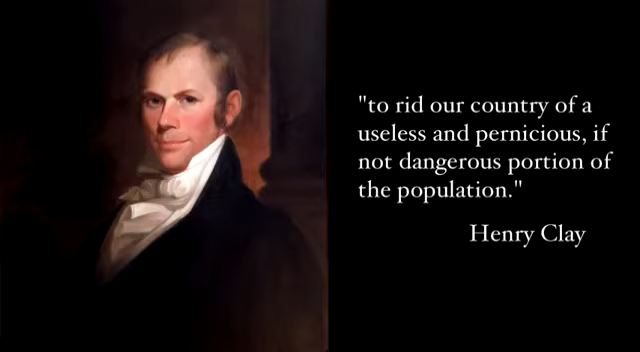 "to rid our country of a
useless and pernicious, if
not dangerous portion of
the population."
Henry Clay